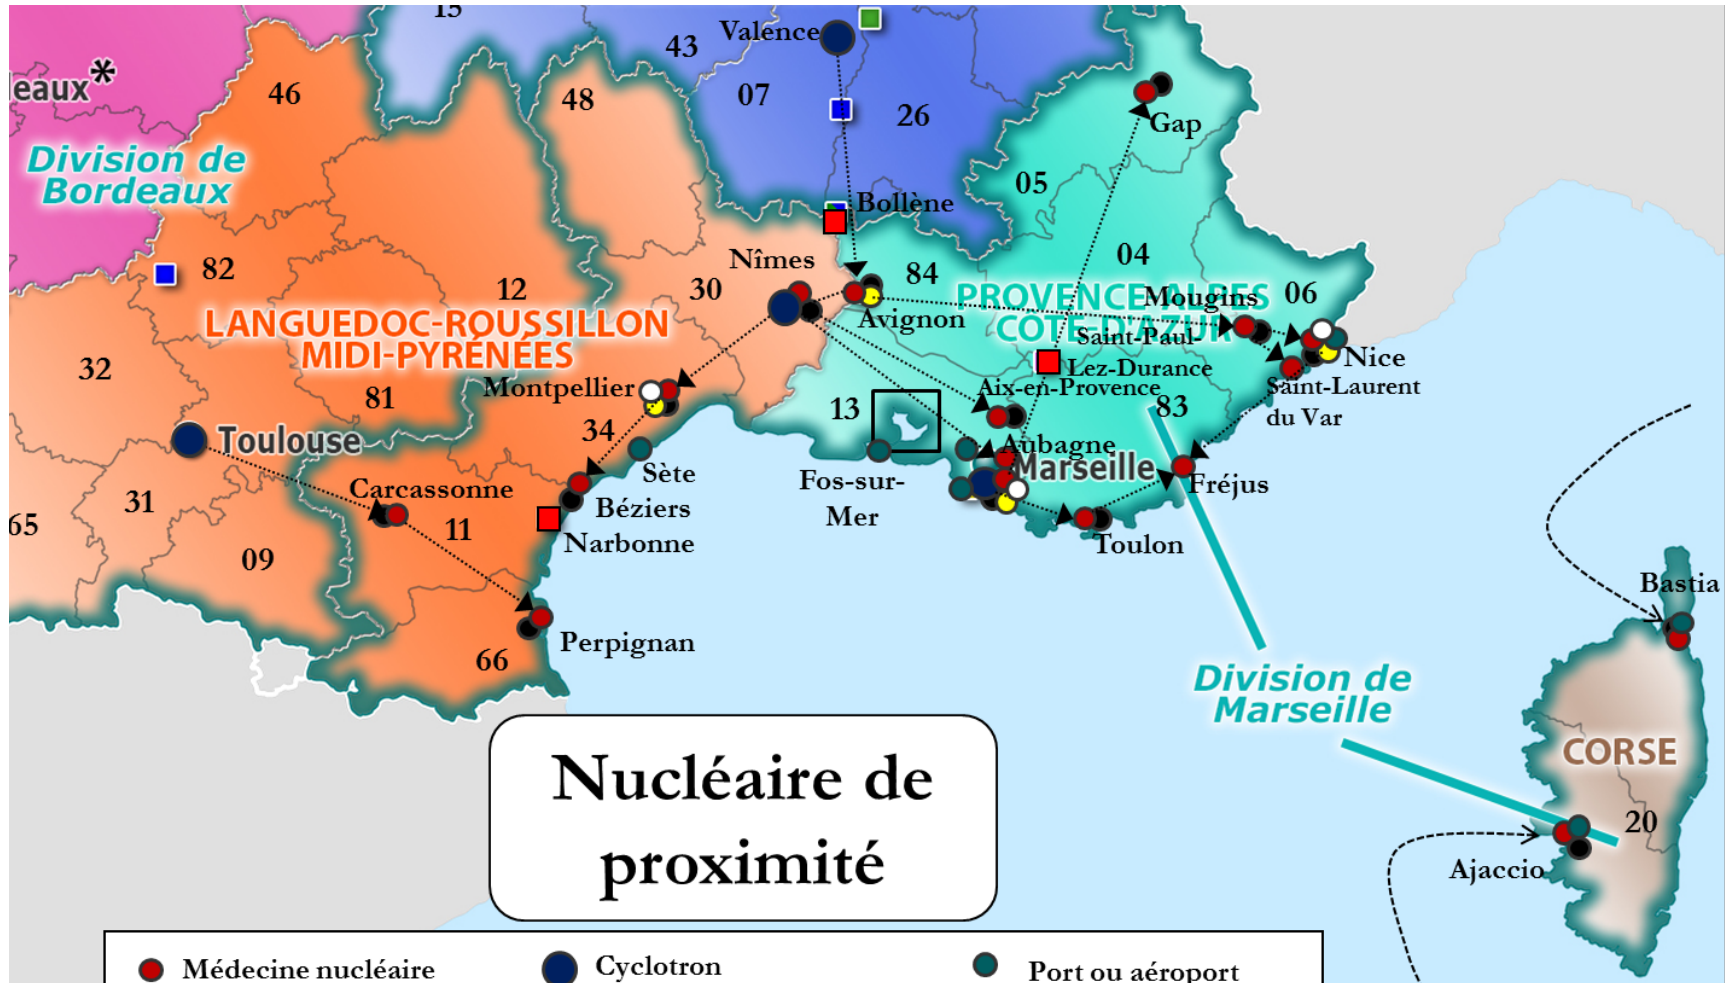 15
Valence
43
leaux*
46
48
07
26
Gap
Division de
Bordeaux
05
Bollène
82
12
Nîmes
30
84
04
06
PROVENCE ALPES
COTE-D'AZUR
Mougins
Avignon
LANGUEDOC-ROUSSILLON
MIDI-PYRÉNÉES
Saint-Paul-
Lez-Durance
Nice
32
81
Montpellier
13
Aix-en-Provence
83
Saint-Laurent
du Var
Toulouse
34
Sète
Aubagne
Marseille
Fréjus
Fos-sur-
Mer
Carcassonne
31
65
11
Béziers
Narbonne
Toulon
09
Bastia
66
Perpignan
Division de
Marseille
CORSE
20
Ajaccio
Nucléaire de
proximité
Médecine nucléaire
Cyclotron
Port ou aéroport